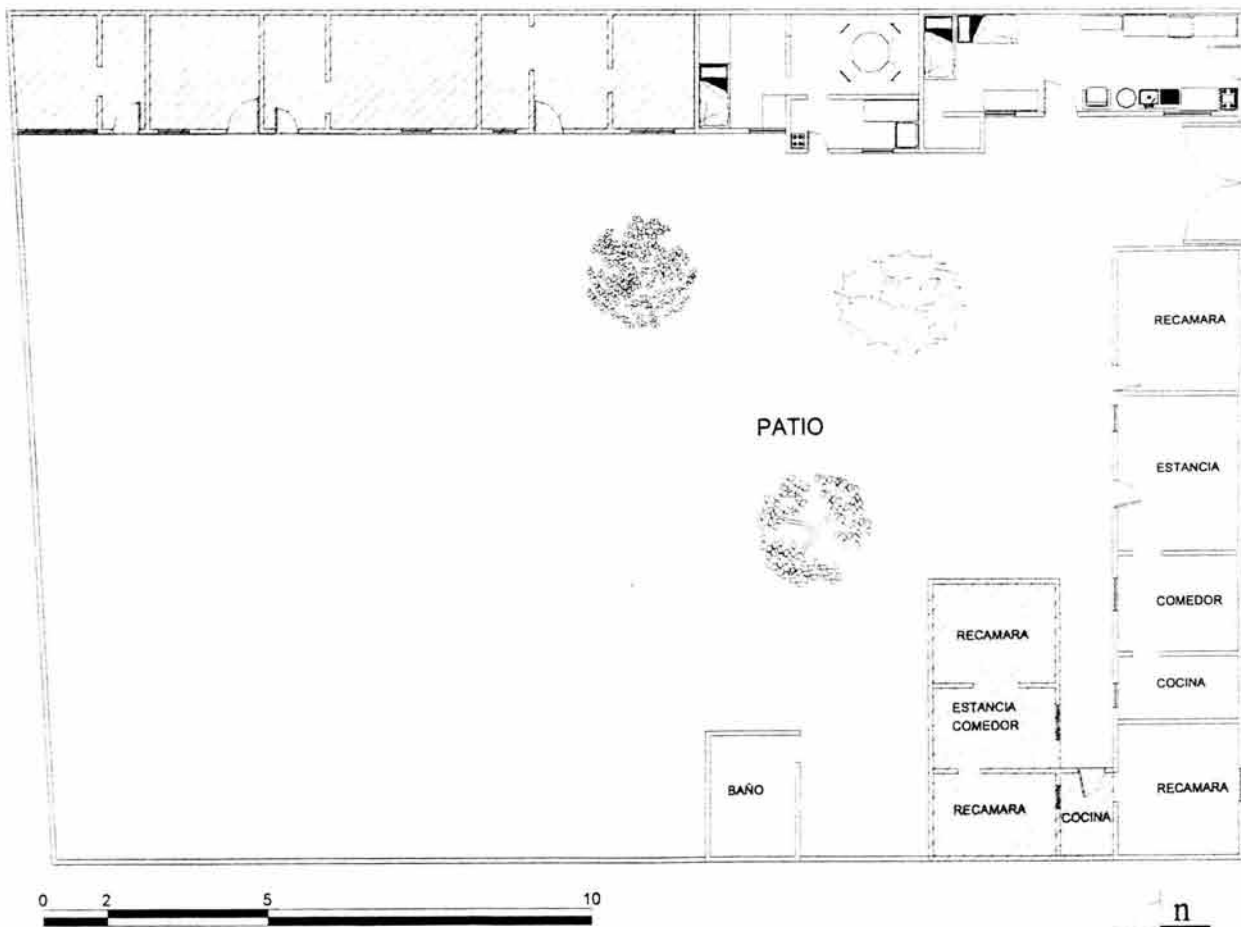 RECAMARA
PATIO
ESTANCIA
COMEDOR
RECAMARA
COCINA
ESTANCIA
COMEDOR
BAÑO
RECAMARA
COCINA
RECAMARA
0 2 5 10
n